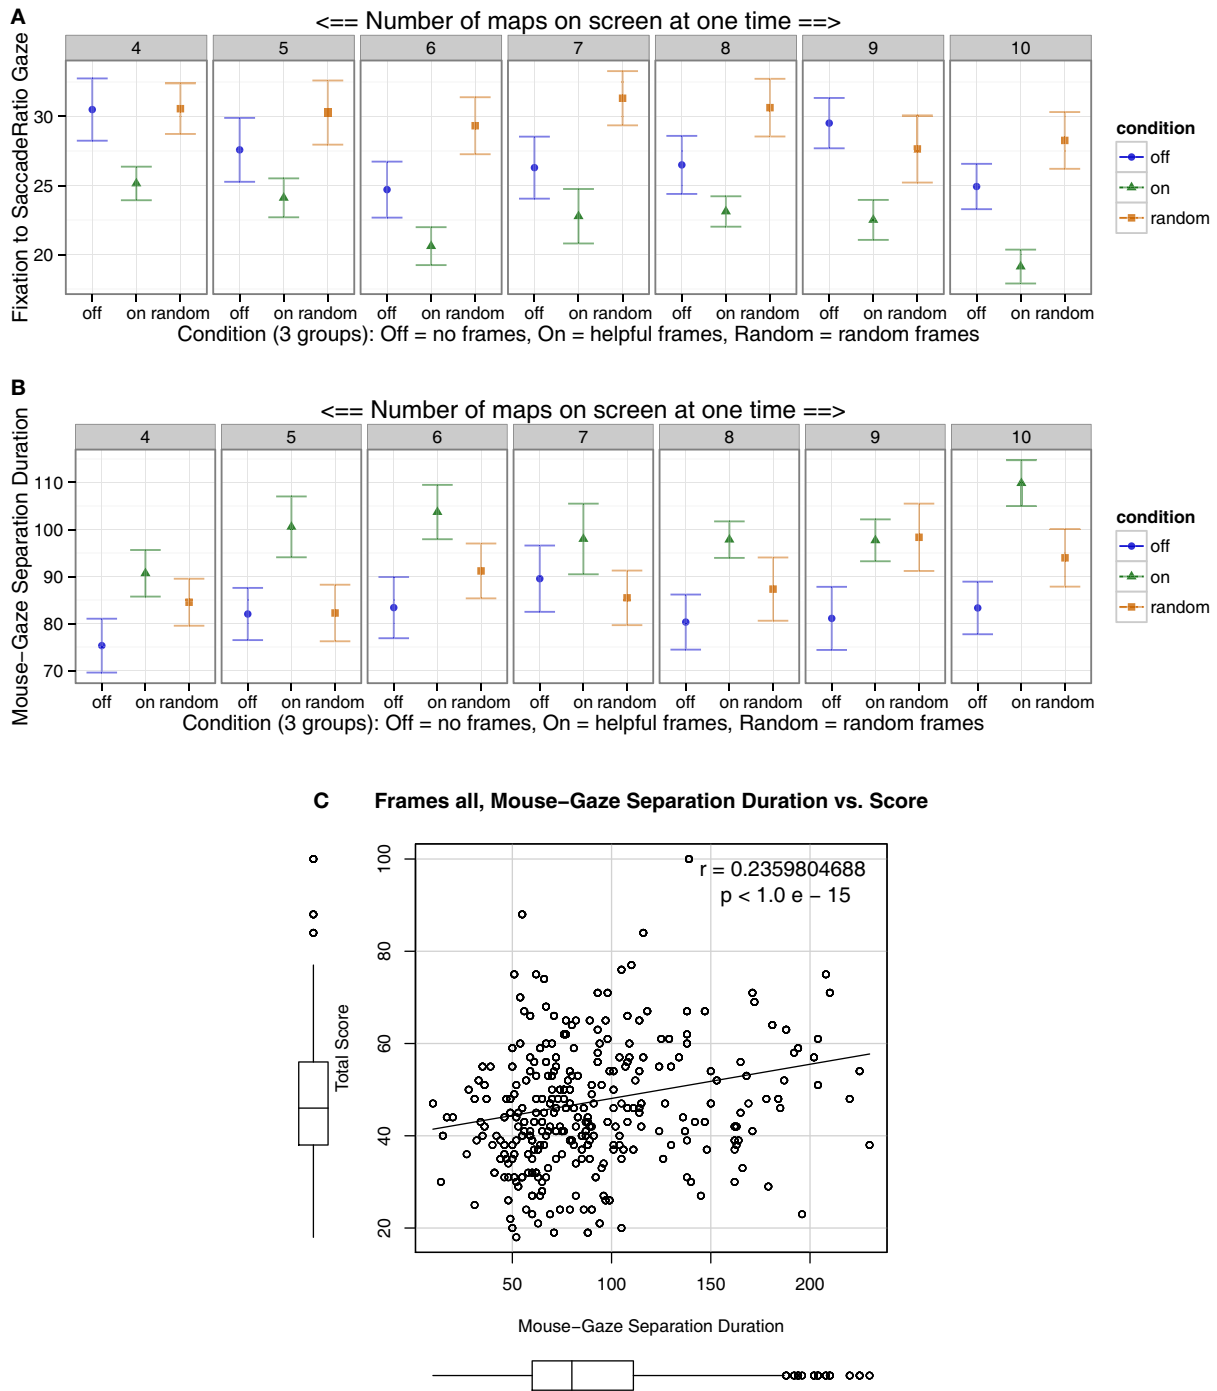 A
<== Number of maps on screen at one time ==>
4 5 6 7 8 9 10
Fixation to SaccadeRatio Gaze
30
25
20
off on random off on random off on random off on random off on random off on random off on random
Condition (3 groups): Off = no frames, On = helpful frames, Random = random frames
condition
off
on
random
B
<== Number of maps on screen at one time ==>
4 5 6 7 8 9 10
Mouse−Gaze Separation Duration
110
100
90
80
70
off on random off on random off on random off on random off on random off on random off on random
Condition (3 groups): Off = no frames, On = helpful frames, Random = random frames
condition
off
on
random
C Frames all, Mouse−Gaze Separation Duration vs. Score
r = 0.2359804688
p < 1.0 e − 15
Total Score
100
80
60
40
20
50 100 150 200
Mouse−Gaze Separation Duration